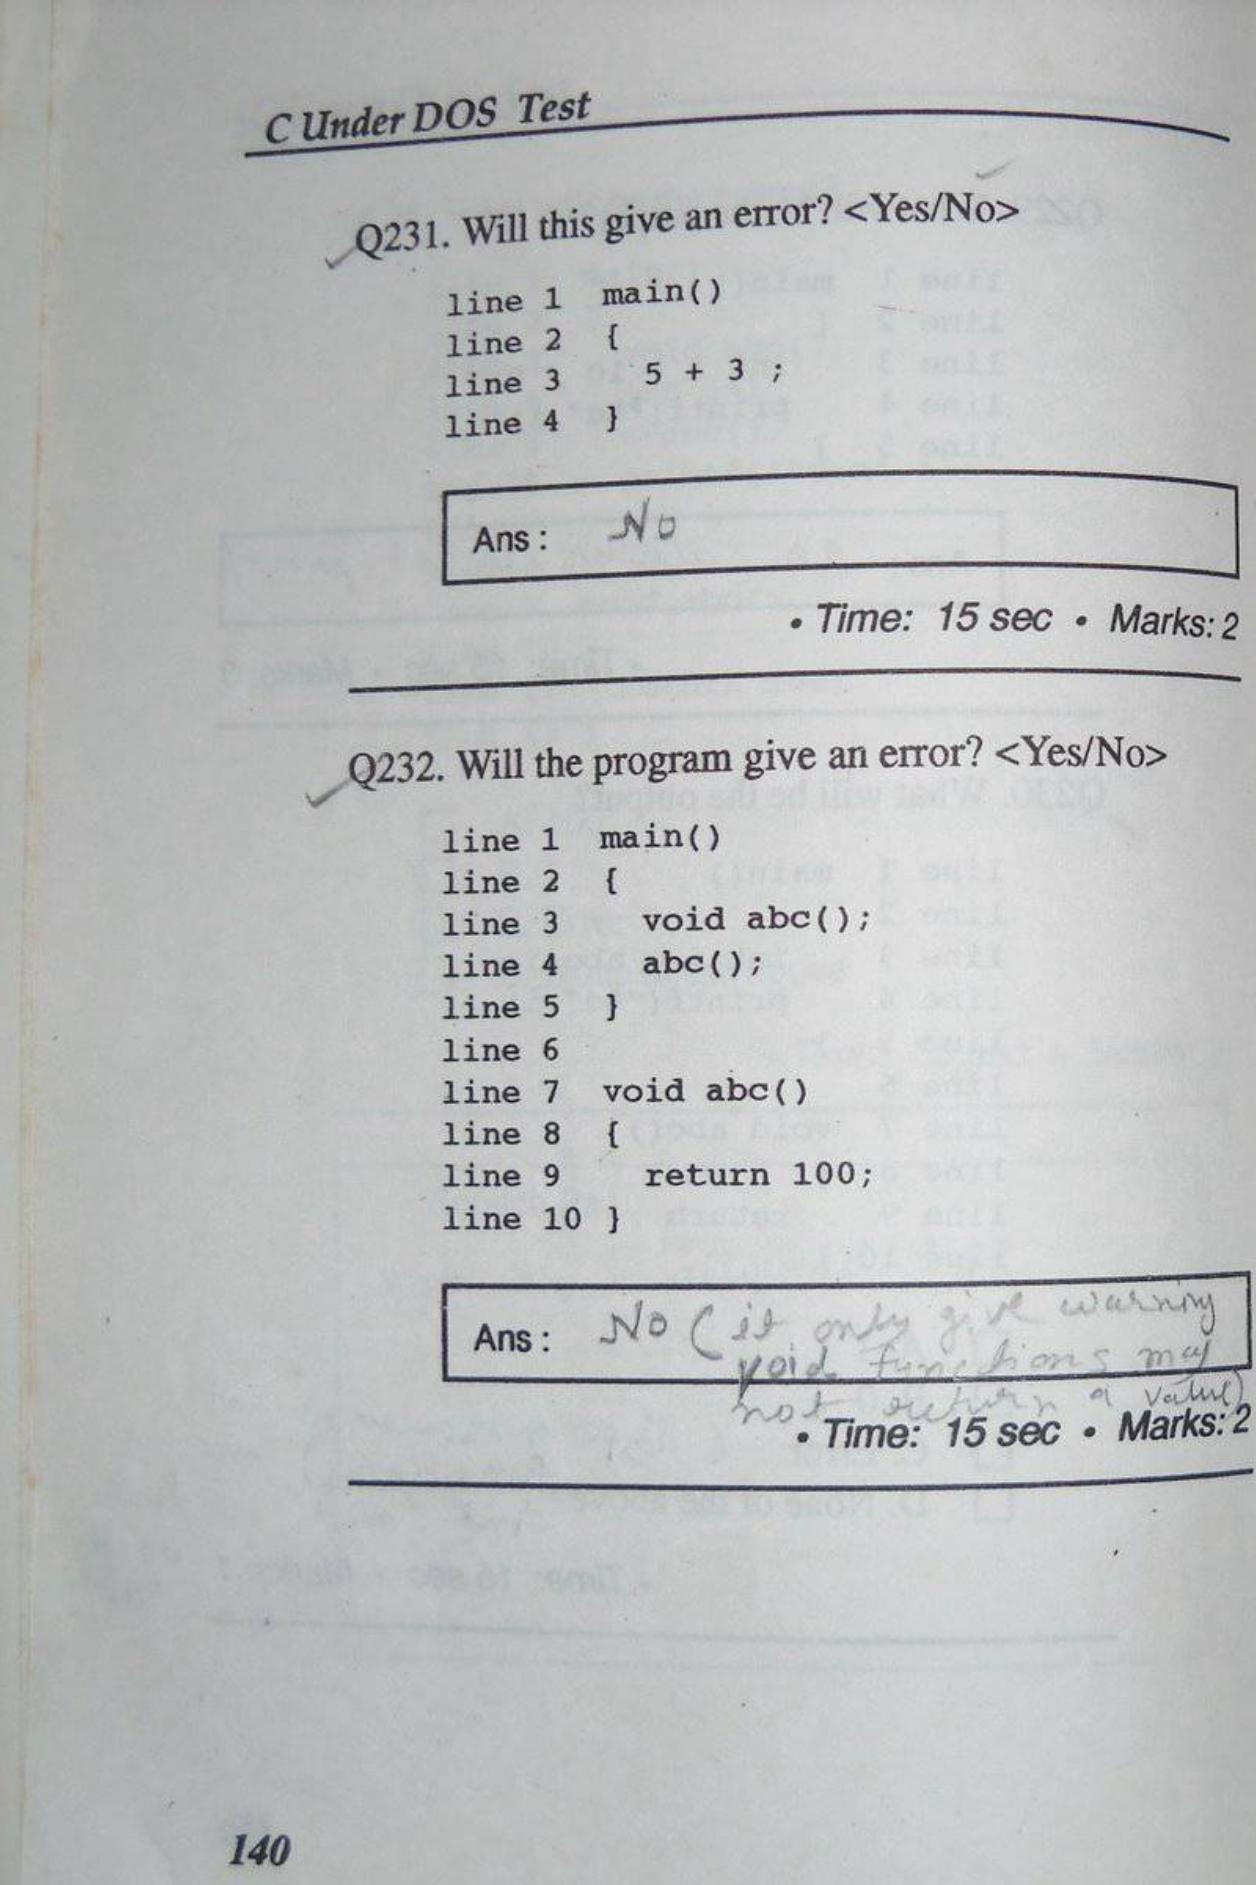 C Under DOS Test
Q231. Will this give an error? <Yes/No>
line 1 main()
line 2 {
line 3 5 + 3 ;
line 4 }
Ans : No
• Time: 15 sec • Marks: 2
Q232. Will the program give an error? <Yes/No>
line 1 main()
line 2 {
line 3 void abc();
line 4 abc();
line 5 }
line 6
line 7 void abc()
line 8 {
line 9 return 100;
line 10 }
Ans : No (it only give warning
void functions may
not return a value)
• Time: 15 sec • Marks: 2
140